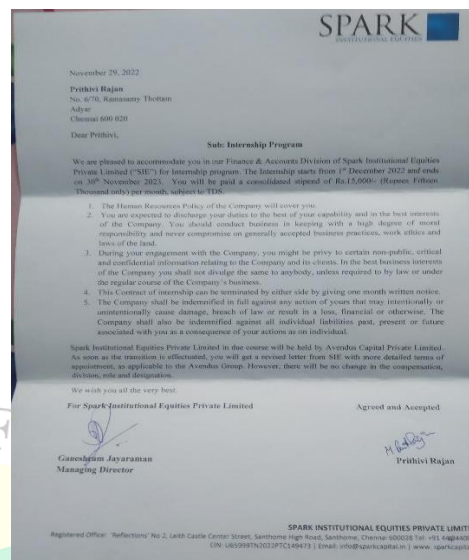 SPARK
INSTITUTIONAL EQUITIES
November 29, 2022
Prithivi Rajan
No. 6/70, Ramasamy Thottam
Adyar
Chennai 600 020
Dear Prithivi,
Sub: Internship Program
We are pleased to accommodate you in our Finance & Accounts Division of Spark Institutional Equities
Private Limited ("SIE") for Internship program. The Internship starts from 1st December 2022 and ends
on 30th November 2023. You will be paid a consolidated stipend of Rs.15,000/- (Rupees Fifteen
Thousand only) per month, subject to TDS.
1. The Human Resources Policy of the Company will cover you.
2. You are expected to discharge your duties to the best of your capability and in the best interests
of the Company. You should conduct business in keeping with a high degree of moral
responsibility and never compromise on generally accepted business practices, work ethics and
laws of the land.
3. During your engagement with the Company, you might be privy to certain non-public, critical
and confidential information relating to the Company and its clients. In the best business interests
of the Company you shall not divulge the same to anybody, unless required by law or under
the regular course of the Company's business.
4. This Contract of internship can be terminated by either side by giving one month written notice.
5. The Company shall be indemnified in full against any action of yours that may intentionally or
unintentionally cause damage, breach of law or result in a loss, financial or otherwise. The
Company shall also be indemnified against all individual liabilities past, present or future
associated with you as a consequence of your actions as an individual.
Spark Institutional Equities Private Limited in due course will be held by Avendus Capital Private Limited.
As soon as the transition is effectuated, you will get a revised letter from SIE with more detailed terms of
appointment, as applicable to the Avendus Group. However, there will be no change in the compensation,
division, role and designation.
We wish you all the very best.
For Spark Institutional Equities Private Limited
Agreed and Accepted
Ganeshram Jayaraman
Managing Director
Prithivi Rajan
SPARK INSTITUTIONAL EQUITIES PRIVATE LIMIT
Registered Office: 'Reflections' No 2, Leith Castle Center Street, Santhome High Road, Santhome, Chennai 600028 Tel: +91
CIN: U65999TN2022PTC149473 | Email: info@sparkcapital.in | www.sparkcapit